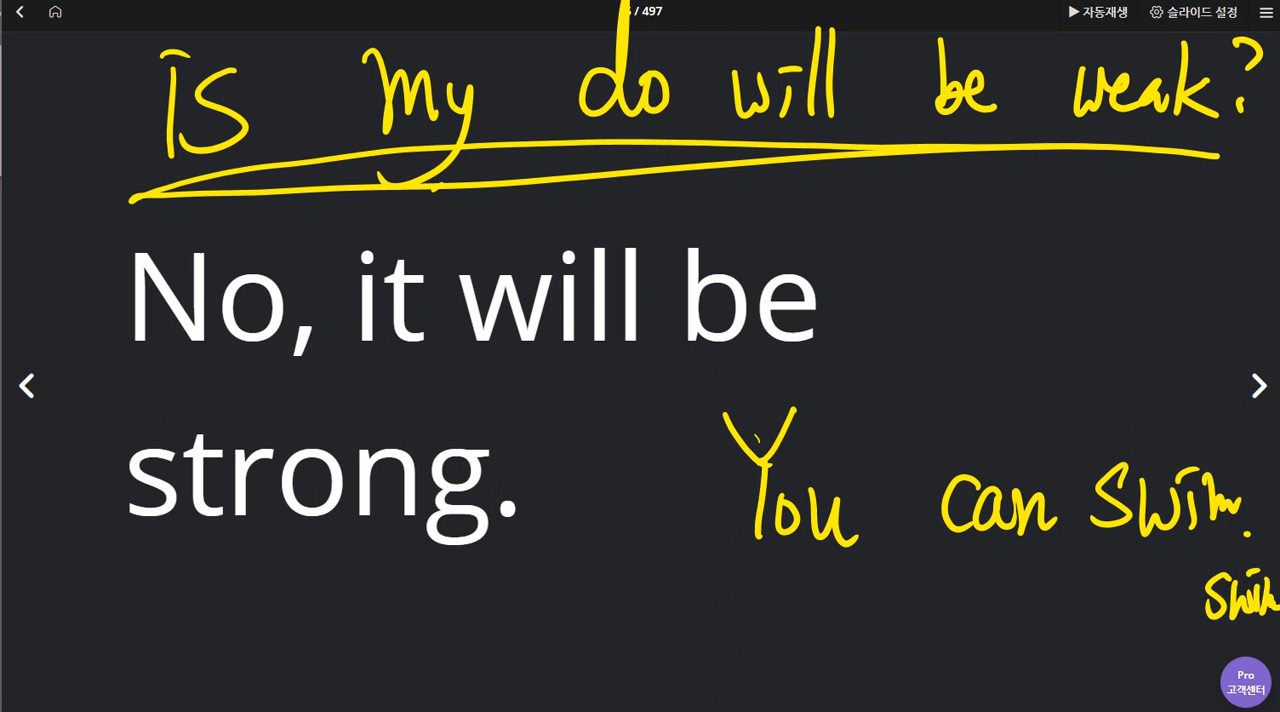 / 497
자동재생
슬라이드 설정
Is my do will be weak?
No, it will be
strong.
You can swim.
Pro
고객센터